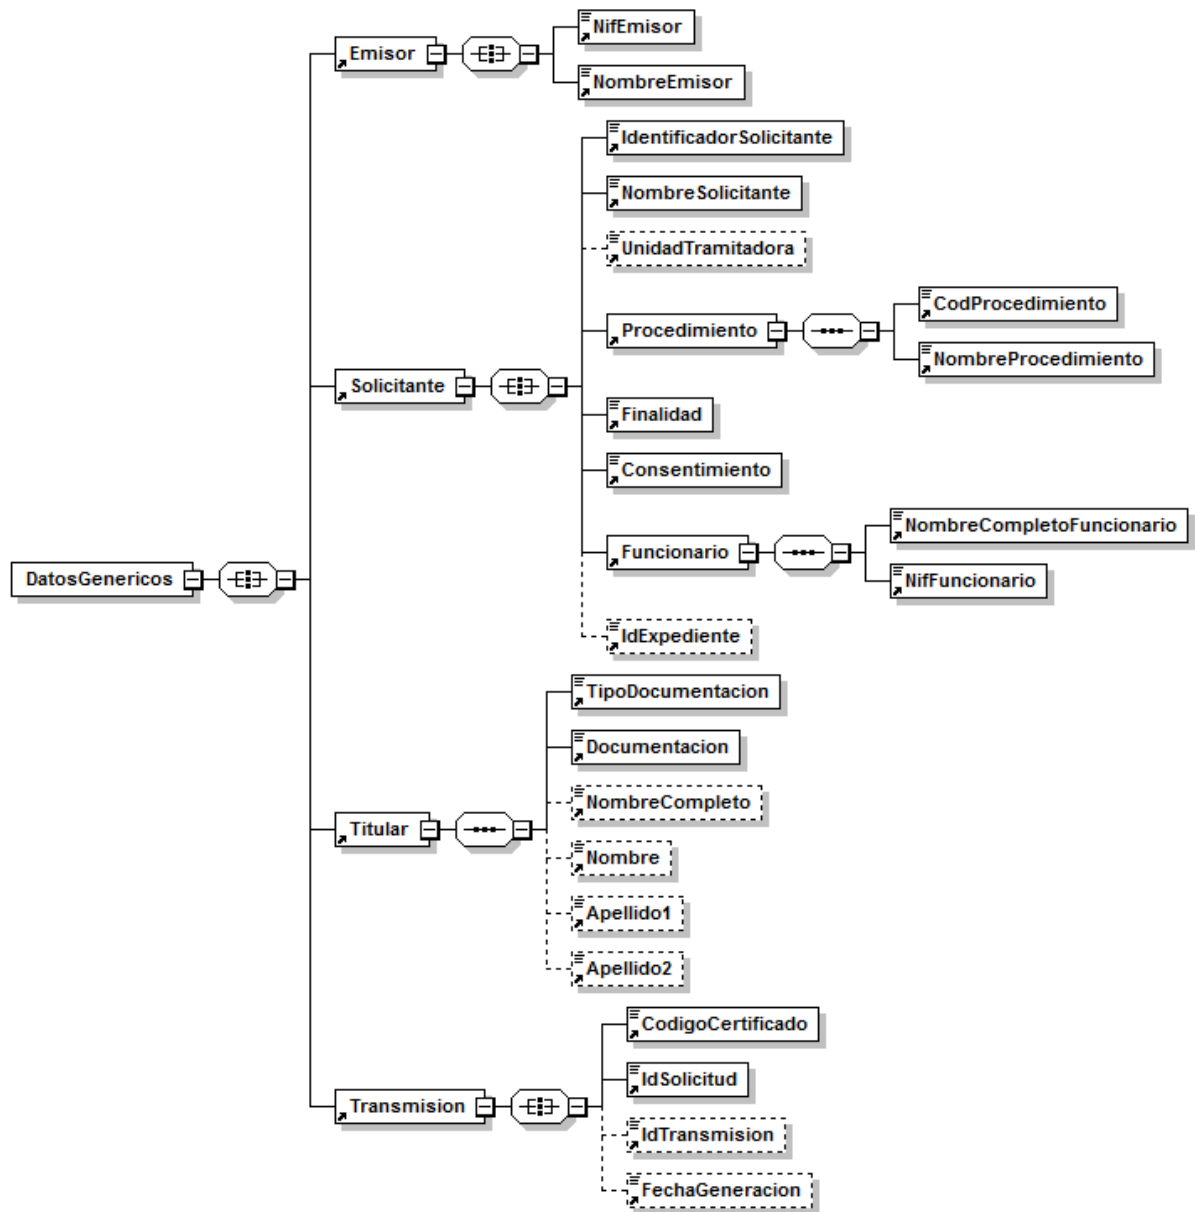 DatosGenericos
Emisor
NifEmisor
NombreEmisor
Solicitante
IdentificadorSolicitante
NombreSolicitante
UnidadTramitadora
Procedimiento
CodProcedimiento
NombreProcedimiento
Finalidad
Consentimiento
Funcionario
NombreCompletoFuncionario
NifFuncionario
IdExpediente
Titular
TipoDocumentacion
Documentacion
NombreCompleto
Nombre
Apellido1
Apellido2
Transmision
CodigoCertificado
IdSolicitud
IdTransmision
FechaGeneracion